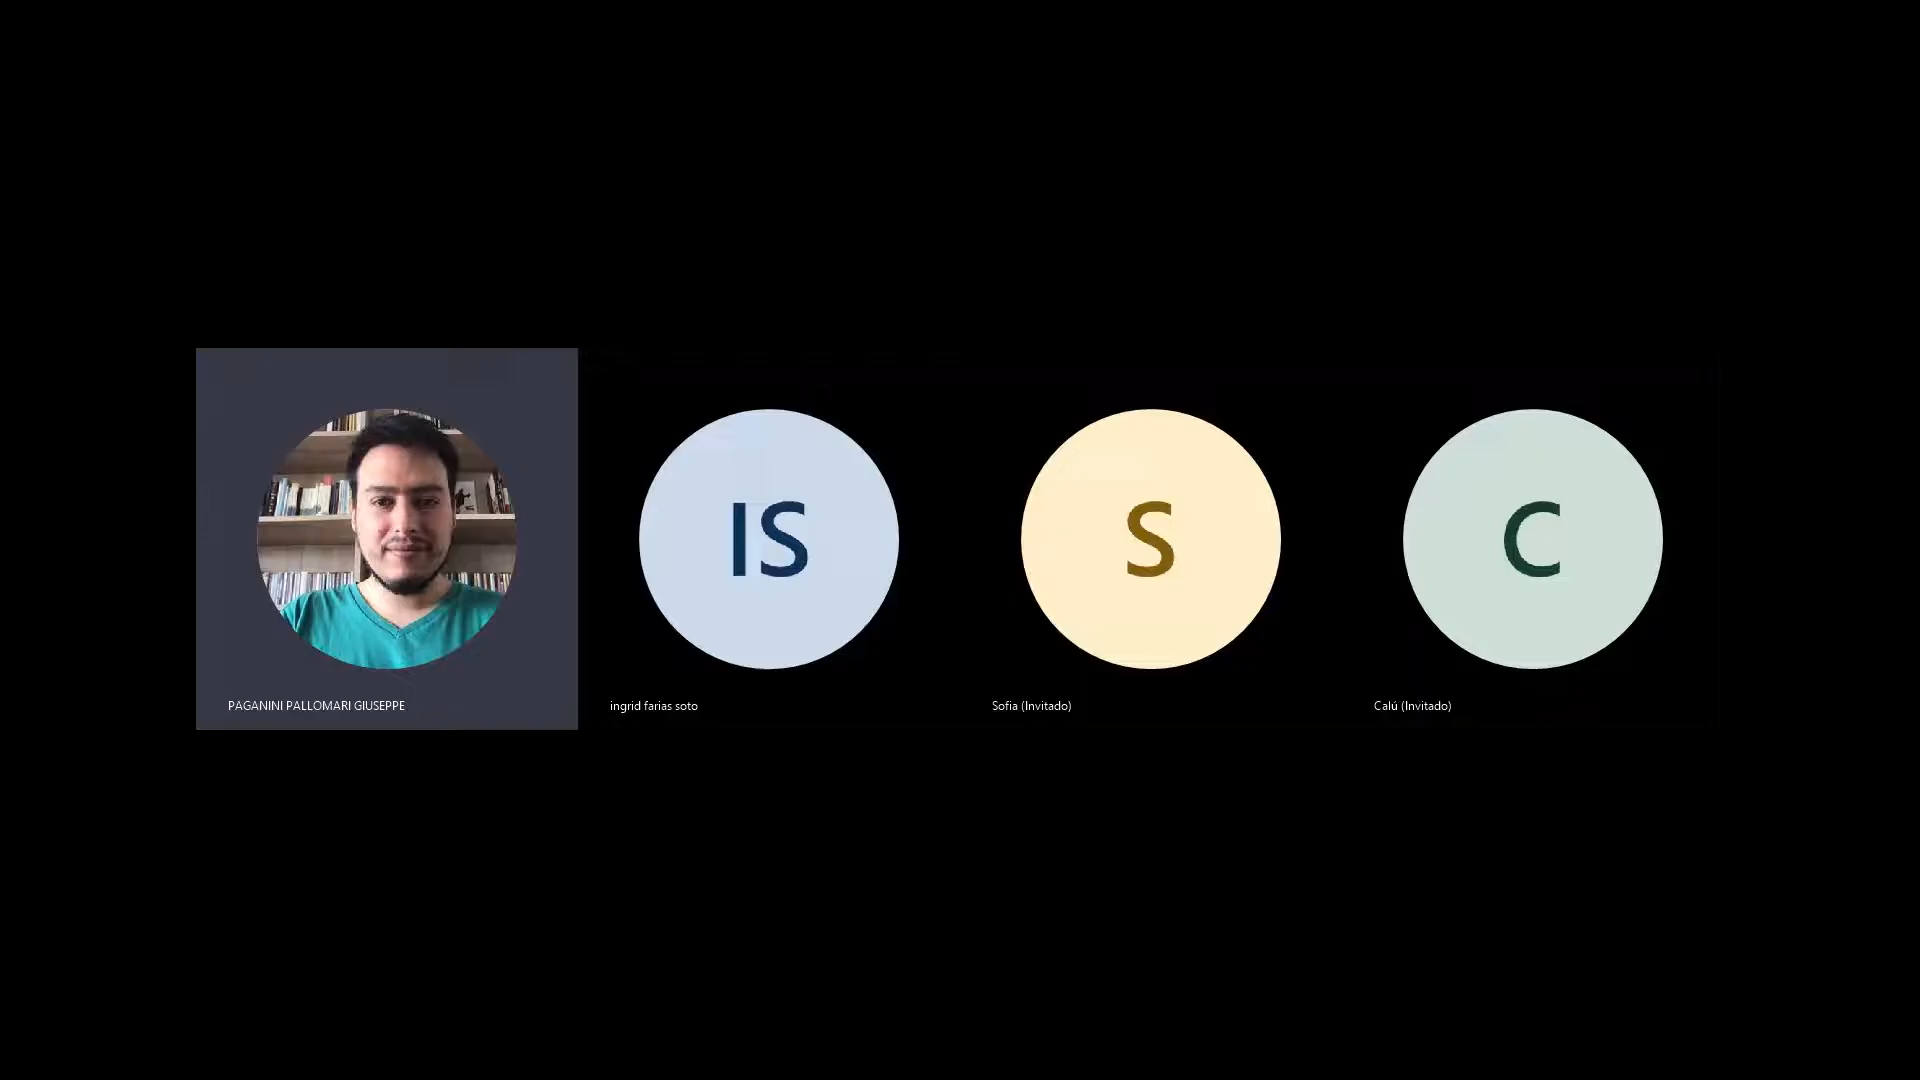 IS
S
C
PAGANINI PALLOMARI GIUSEPPE
ingrid farias soto
Sofia (Invitado)
Calú (Invitado)